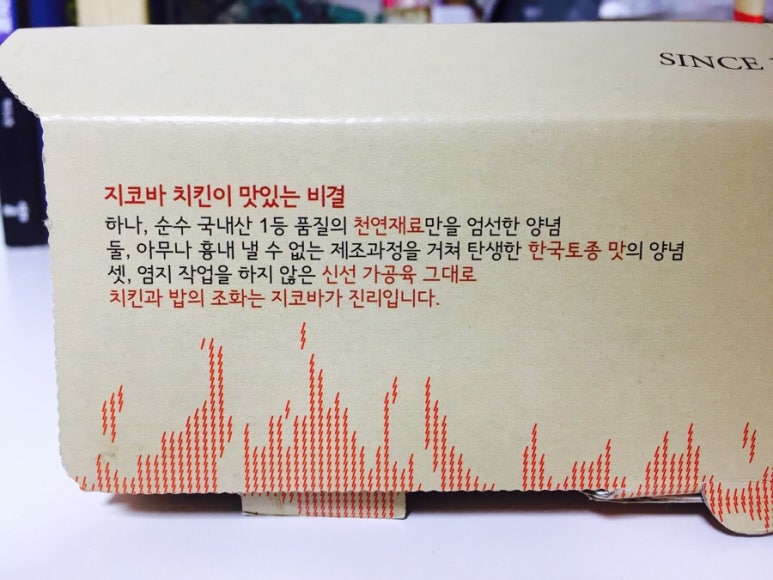 SINCE
지코바 치킨이 맛있는 비결
하나, 순수 국내산 1등 품질의 천연재료만을 엄선한 양념
둘, 아무나 흉내 낼 수 없는 제조과정을 거쳐 탄생한 한국토종 맛의 양념
셋, 염지 작업을 하지 않은 신선 가공육 그대로
치킨과 밥의 조화는 지코바가 진리입니다.